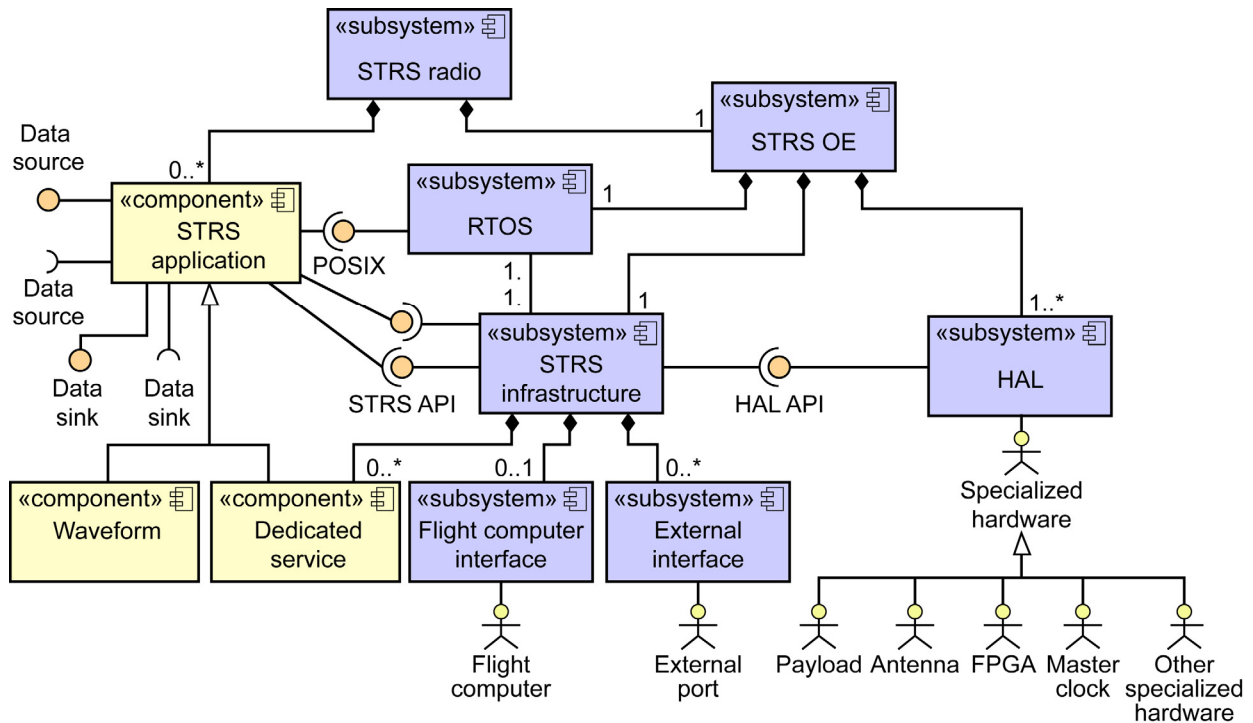 «subsystem»
STRS radio
«subsystem»
STRS OE
1
Data
source
0..*
«component»
STRS
application
«subsystem»
RTOS
1
POSIX
Data
source
1.
1.
1
1..*
Data
sink
Data
sink
STRS API
«subsystem»
STRS
infrastructure
HAL API
«subsystem»
HAL
0..*
0..1
0..*
«component»
Waveform
«component»
Dedicated
service
«subsystem»
Flight computer
interface
«subsystem»
External
interface
Specialized
hardware
Flight
computer
External
port
Payload
Antenna
FPGA
Master
clock
Other
specialized
hardware